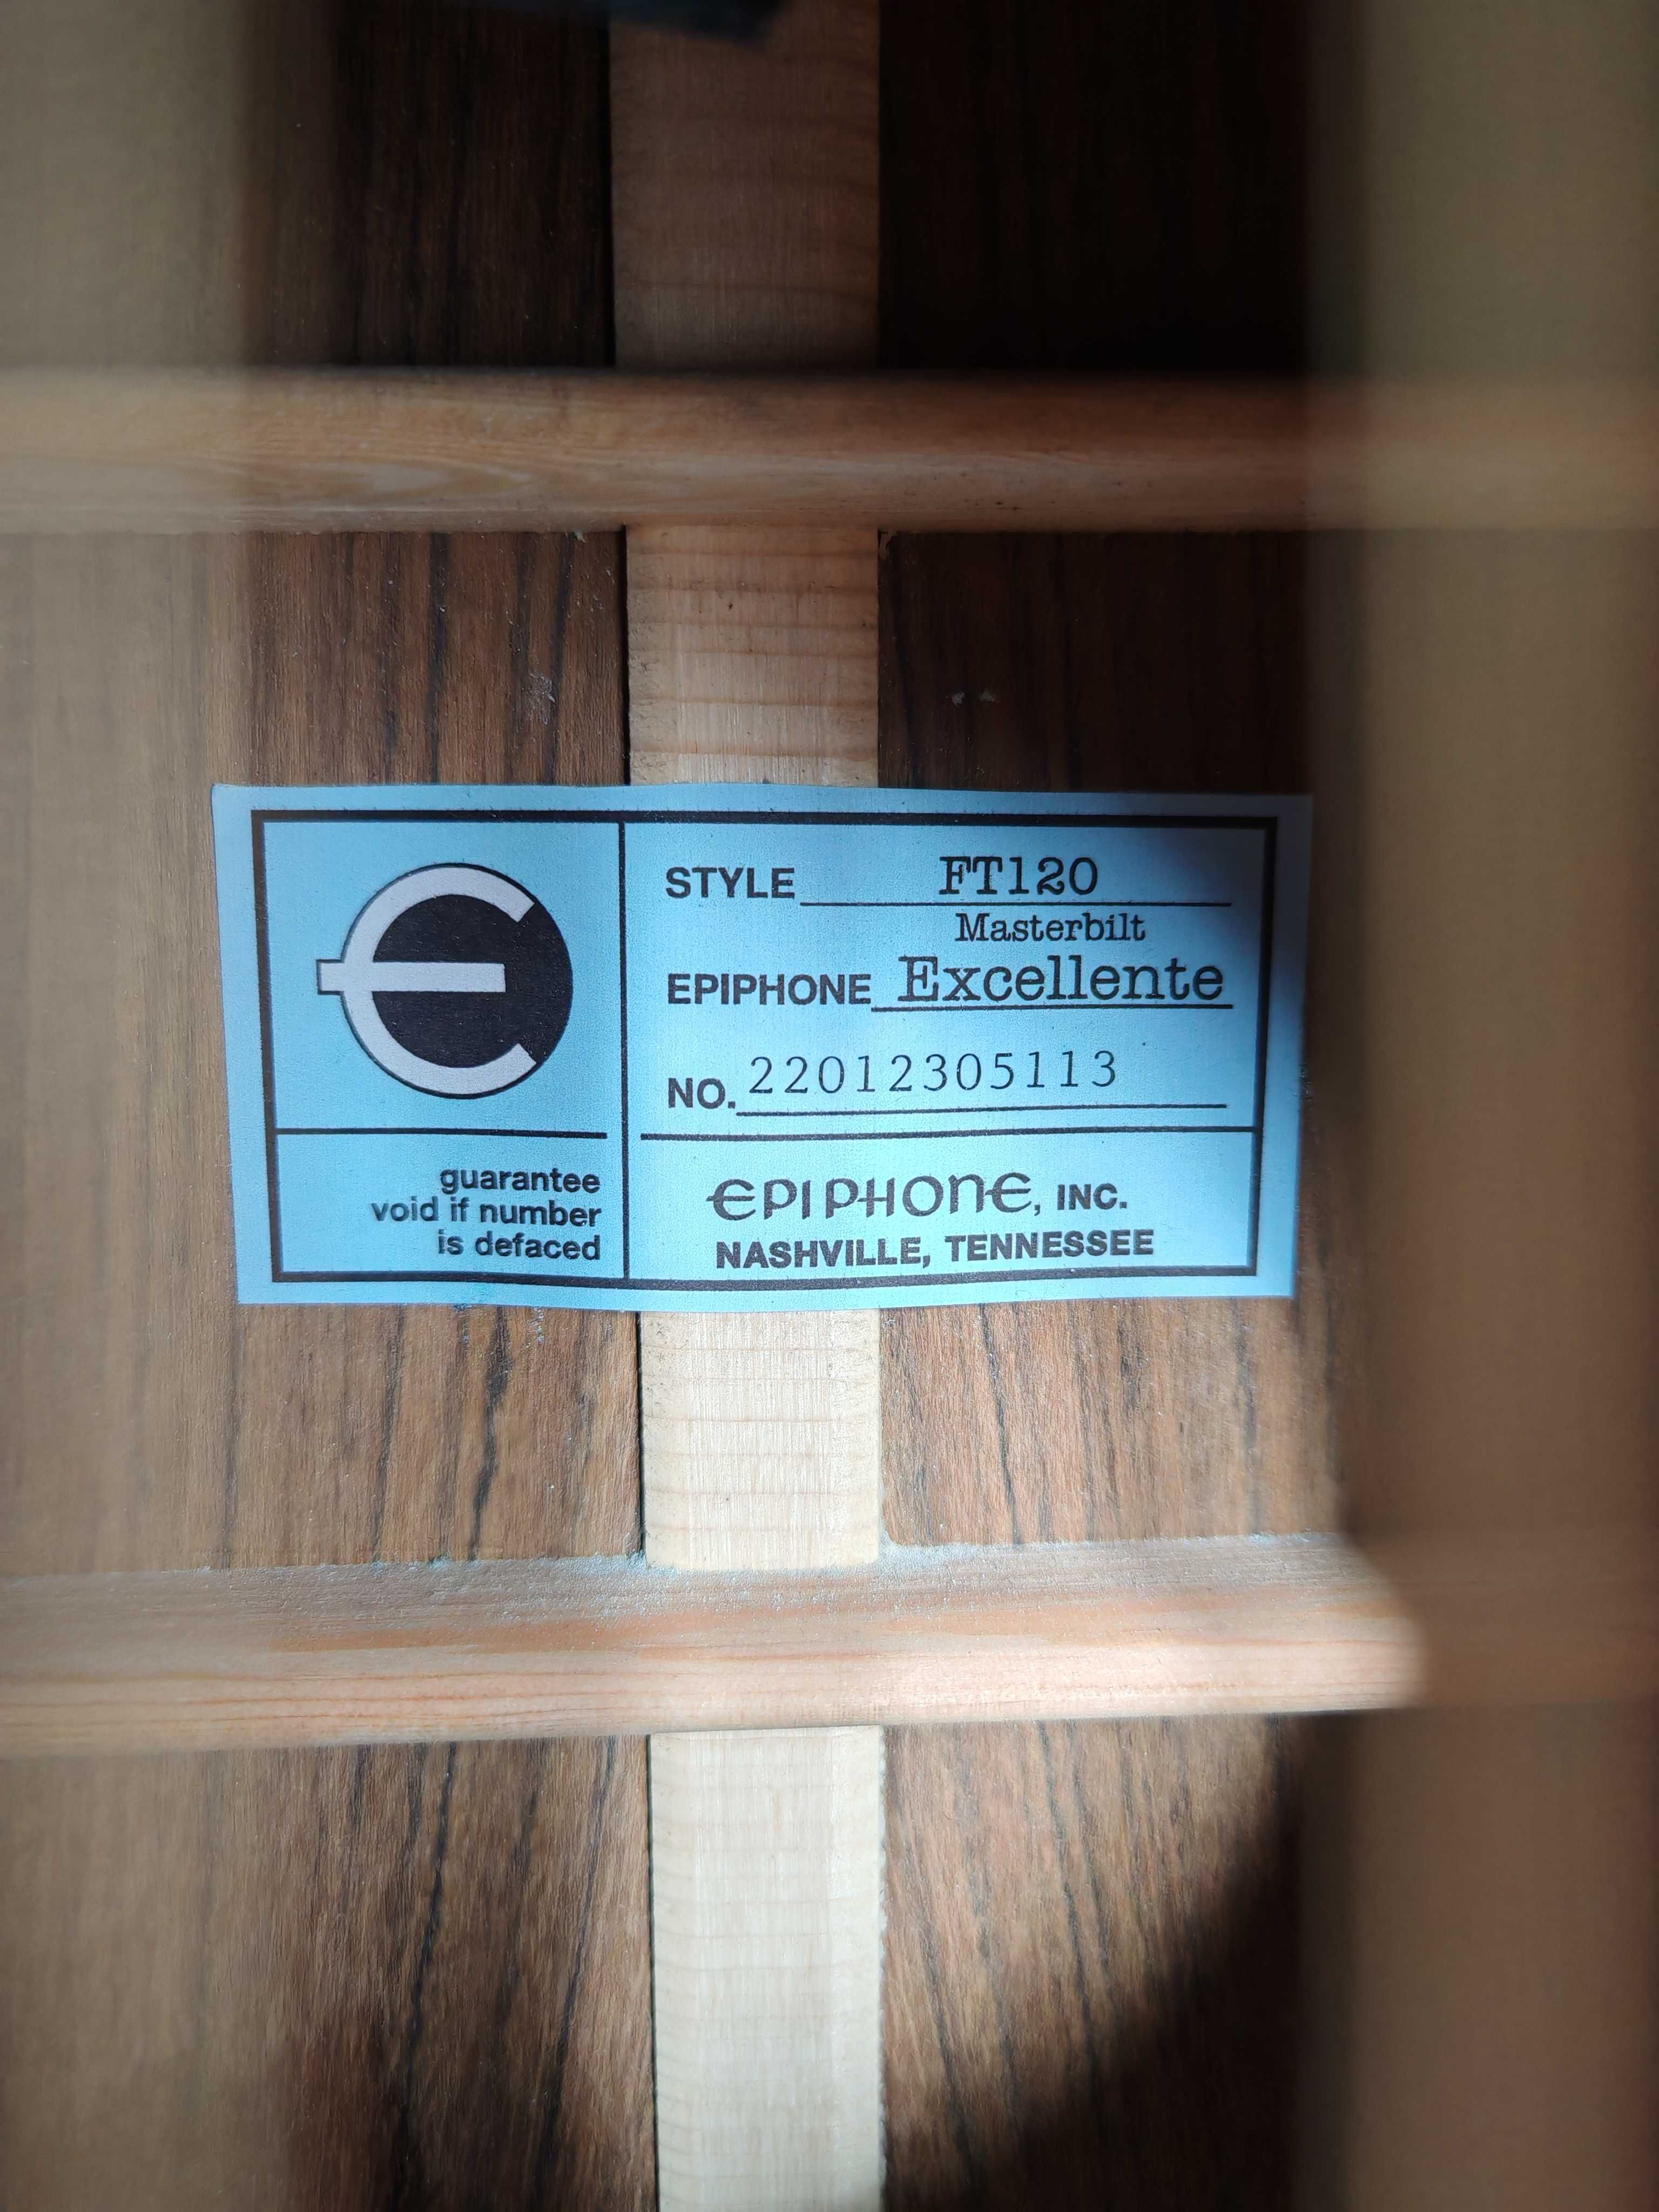 STYLE FT120
Masterbilt
EPIPHONE Excellente
NO. 22012305113
guarantee
void if number
is defaced
EPIPHONE, INC.
NASHVILLE, TENNESSEE